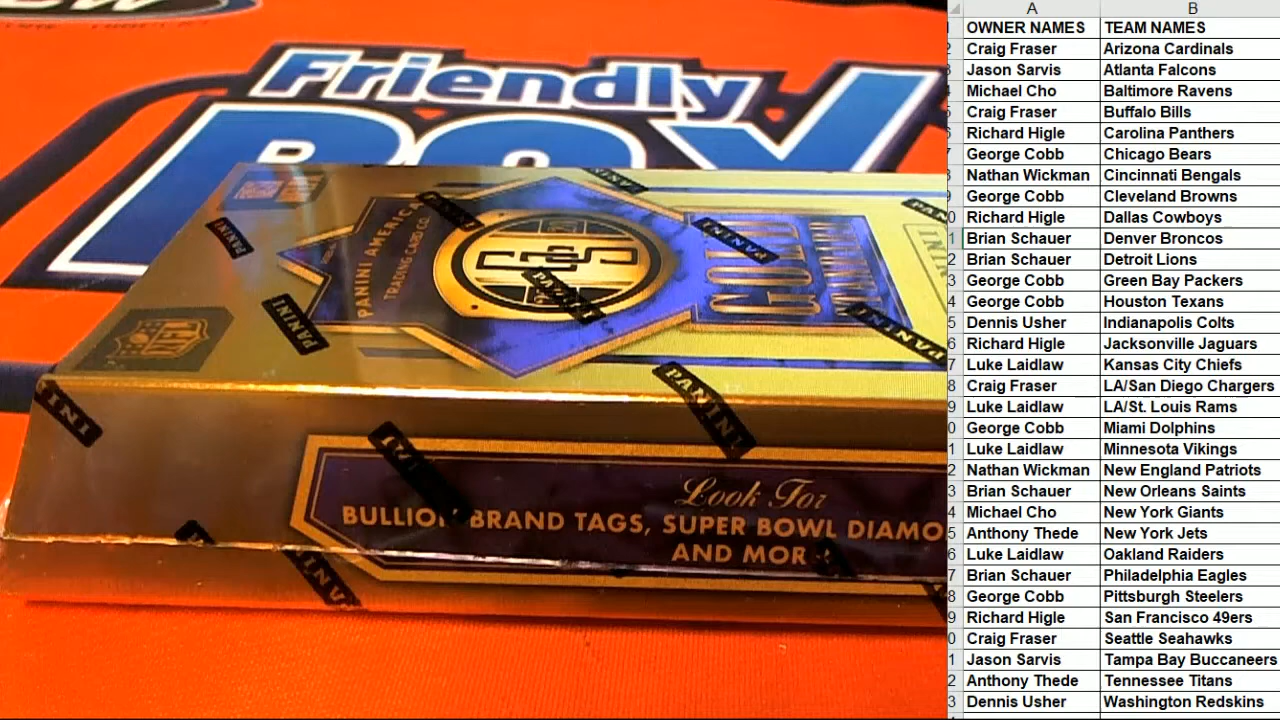 Friendly
BOX
PANINI AMERICA
TRADING CARD CO.
GOLD
STANDARD
PANINI
PANINI
PANINI
PANINI
PANINI
NFL
Look For
BULLION BRAND TAGS, SUPER BOWL DIAMO
AND MOR
A B
OWNER NAMES TEAM NAMES
Craig Fraser Arizona Cardinals
Jason Sarvis Atlanta Falcons
Michael Cho Baltimore Ravens
Craig Fraser Buffalo Bills
Richard Higle Carolina Panthers
George Cobb Chicago Bears
Nathan Wickman Cincinnati Bengals
George Cobb Cleveland Browns
Richard Higle Dallas Cowboys
Brian Schauer Denver Broncos
Brian Schauer Detroit Lions
George Cobb Green Bay Packers
George Cobb Houston Texans
Dennis Usher Indianapolis Colts
Richard Higle Jacksonville Jaguars
Luke Laidlaw Kansas City Chiefs
Craig Fraser LA/San Diego Chargers
Luke Laidlaw LA/St. Louis Rams
George Cobb Miami Dolphins
Luke Laidlaw Minnesota Vikings
Nathan Wickman New England Patriots
Brian Schauer New Orleans Saints
Michael Cho New York Giants
Anthony Thede New York Jets
Luke Laidlaw Oakland Raiders
Brian Schauer Philadelphia Eagles
George Cobb Pittsburgh Steelers
Richard Higle San Francisco 49ers
Craig Fraser Seattle Seahawks
Jason Sarvis Tampa Bay Buccaneers
Anthony Thede Tennessee Titans
Dennis Usher Washington Redskins